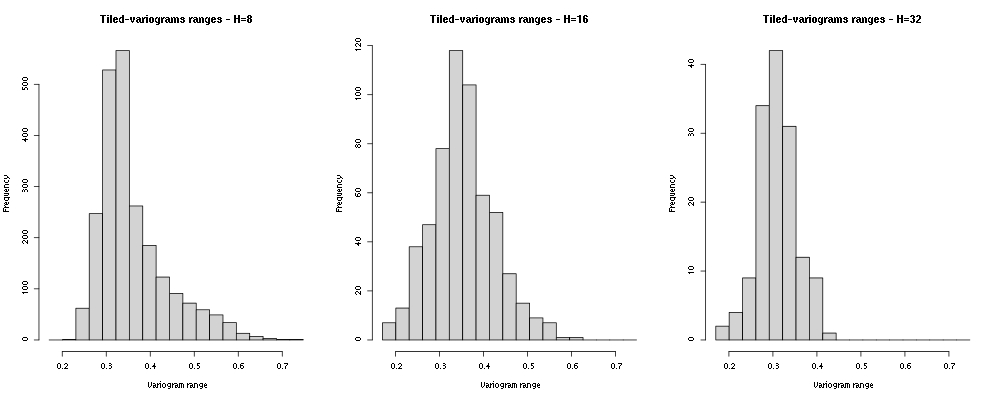 Tiled-variograms ranges - H=8
Tiled-variograms ranges - H=16
Tiled-variograms ranges - H=32
Frequency
0
100
200
300
400
500
0.2 0.3 0.4 0.5 0.6 0.7
Variogram range
Frequency
0
20
40
60
80
100
120
0.2 0.3 0.4 0.5 0.6 0.7
Variogram range
Frequency
0
10
20
30
40
0.2 0.3 0.4 0.5 0.6 0.7
Variogram range